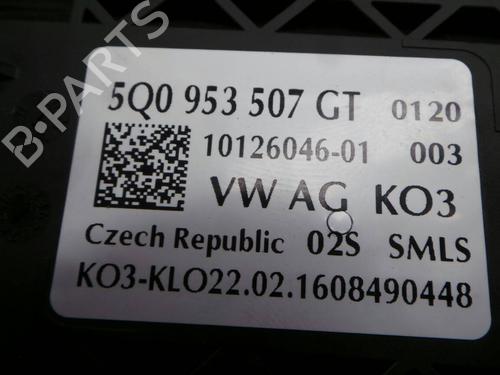 5Q0 953 507 GT 0120
10126046-01 003
VW AG KO3
Czech Republic 02S SMLS
KO3-KLO22.02.1608490448
B-PARTS